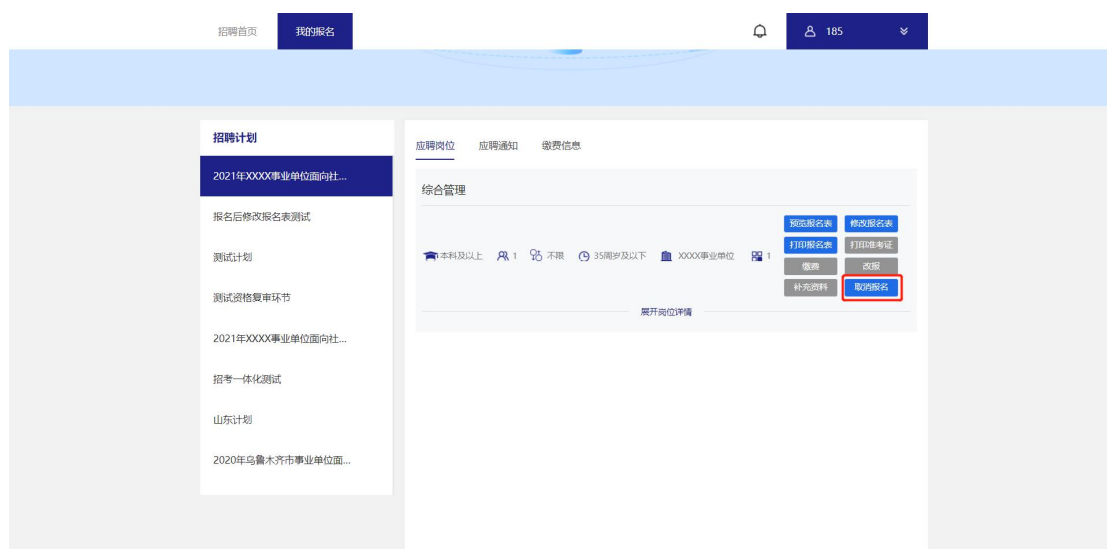 招聘首页 我的报名 185
招聘计划
2021年XXXX事业单位面向社...
报名后修改报名表测试
测试计划
测试资格复审环节
2021年XXXX事业单位面向社...
招考一体化测试
山东计划
2020年乌鲁木齐市事业单位面...
应聘岗位 应聘通知 缴费信息
综合管理
本科及以上 1 不限 35周岁及以下 XXXX事业单位 1
预览报名表 修改报名表
打印报名表 打印准考证
缴费 改报
补充资料 取消报名
展开岗位详情